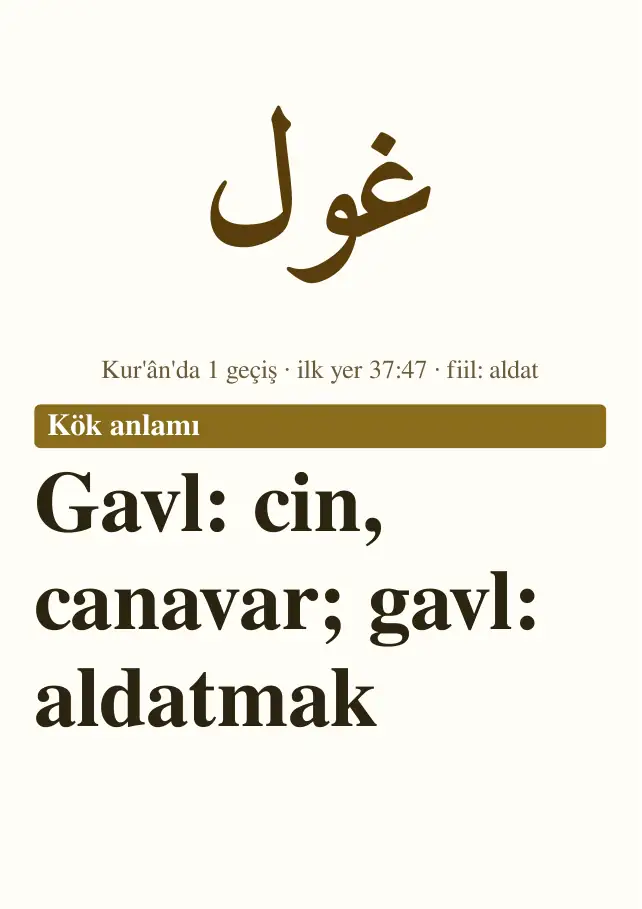 غول
Kur'ân'da 1 geçiş · ilk yer 37:47 · fiil: aldat
Kök anlamı
Gavl: cin,
canavar; gavl:
aldatmak